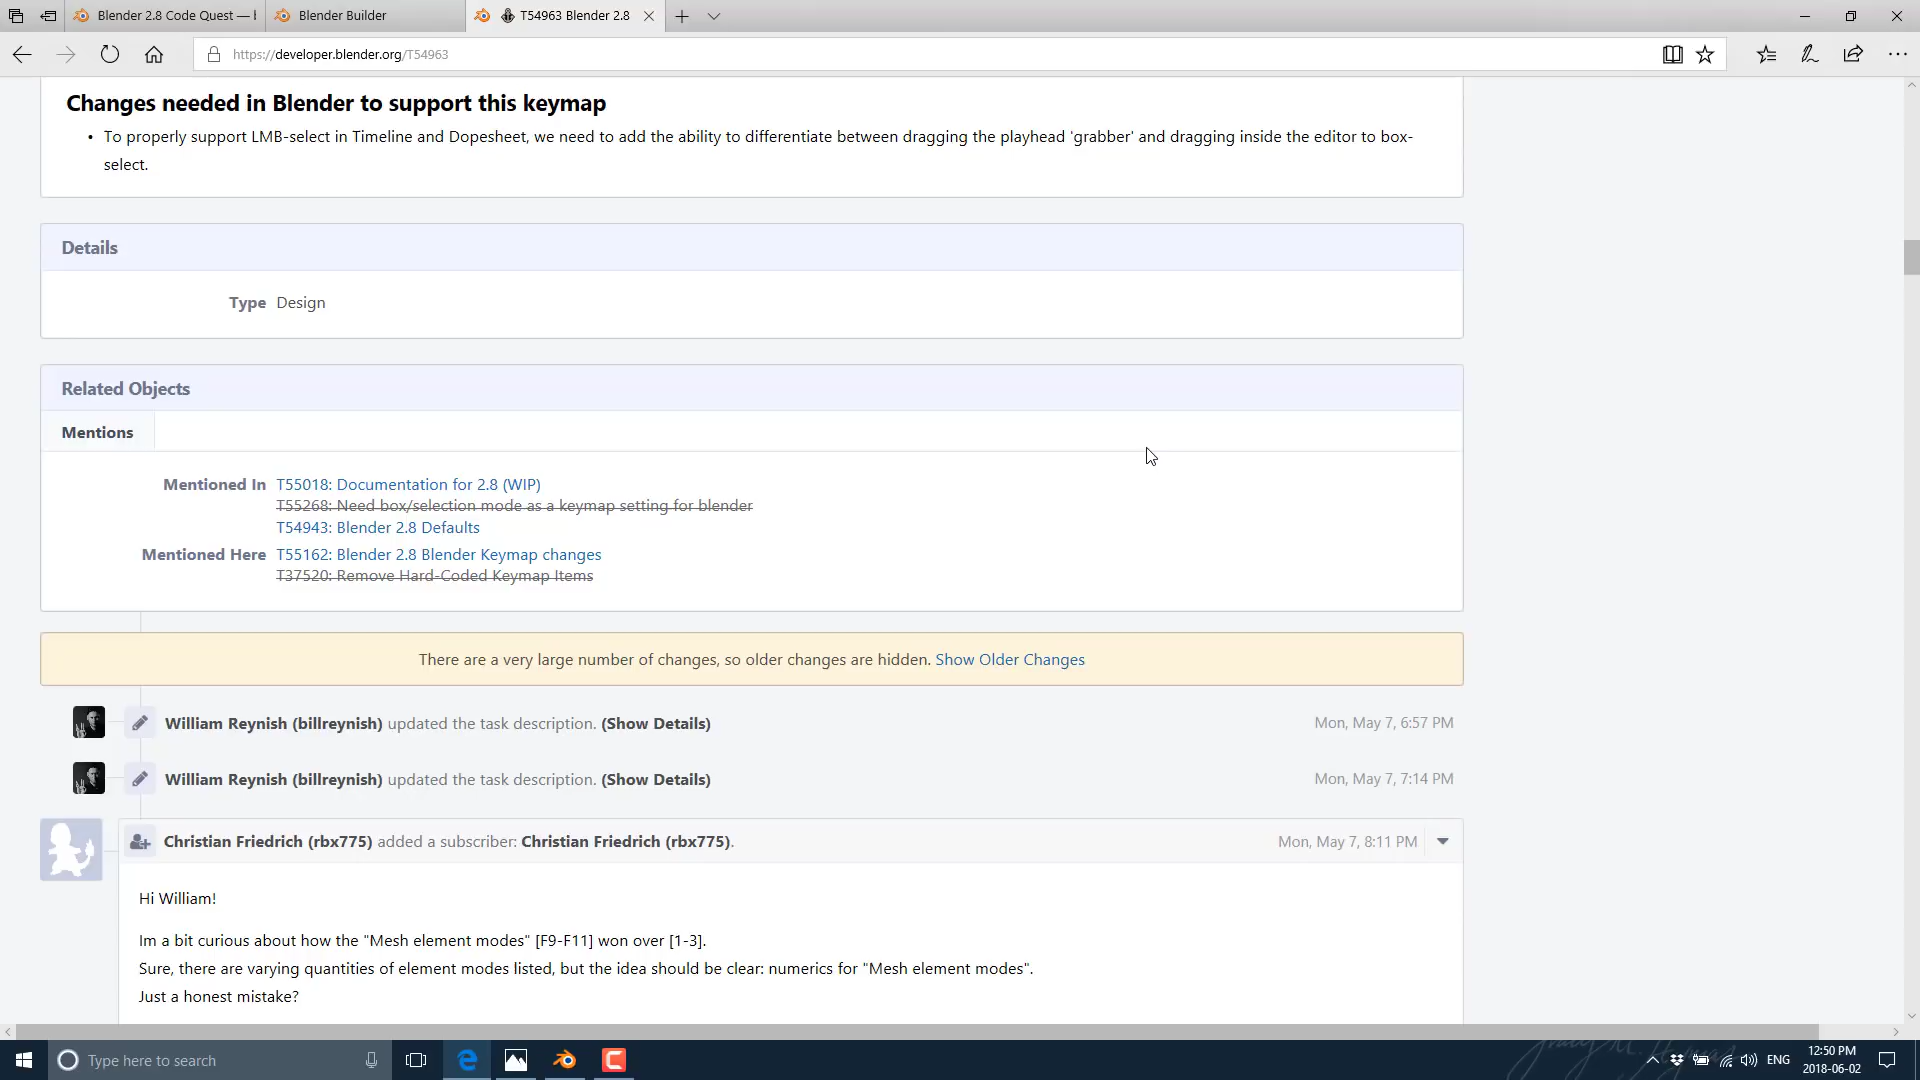 Blender 2.8 Code Quest — b
Blender Builder
T54963 Blender 2.8
https://developer.blender.org/T54963
Changes needed in Blender to support this keymap
• To properly support LMB-select in Timeline and Dopesheet, we need to add the ability to differentiate between dragging the playhead 'grabber' and dragging inside the editor to box-
select.
Details
Type Design
Related Objects
Mentions
Mentioned In T55018: Documentation for 2.8 (WIP)
T55268: Need box/selection mode as a keymap setting for blender
T54943: Blender 2.8 Defaults
Mentioned Here T55162: Blender 2.8 Blender Keymap changes
T37520: Remove Hard-Coded Keymap Items
There are a very large number of changes, so older changes are hidden. Show Older Changes
William Reynish (billreynish) updated the task description. (Show Details) Mon, May 7, 6:57 PM
William Reynish (billreynish) updated the task description. (Show Details) Mon, May 7, 7:14 PM
Christian Friedrich (rbx775) added a subscriber: Christian Friedrich (rbx775). Mon, May 7, 8:11 PM
Hi William!
Im a bit curious about how the "Mesh element modes" [F9-F11] won over [1-3].
Sure, there are varying quantities of element modes listed, but the idea should be clear: numerics for "Mesh element modes".
Just a honest mistake?
Type here to search
ENG
12:50 PM
2018-06-02